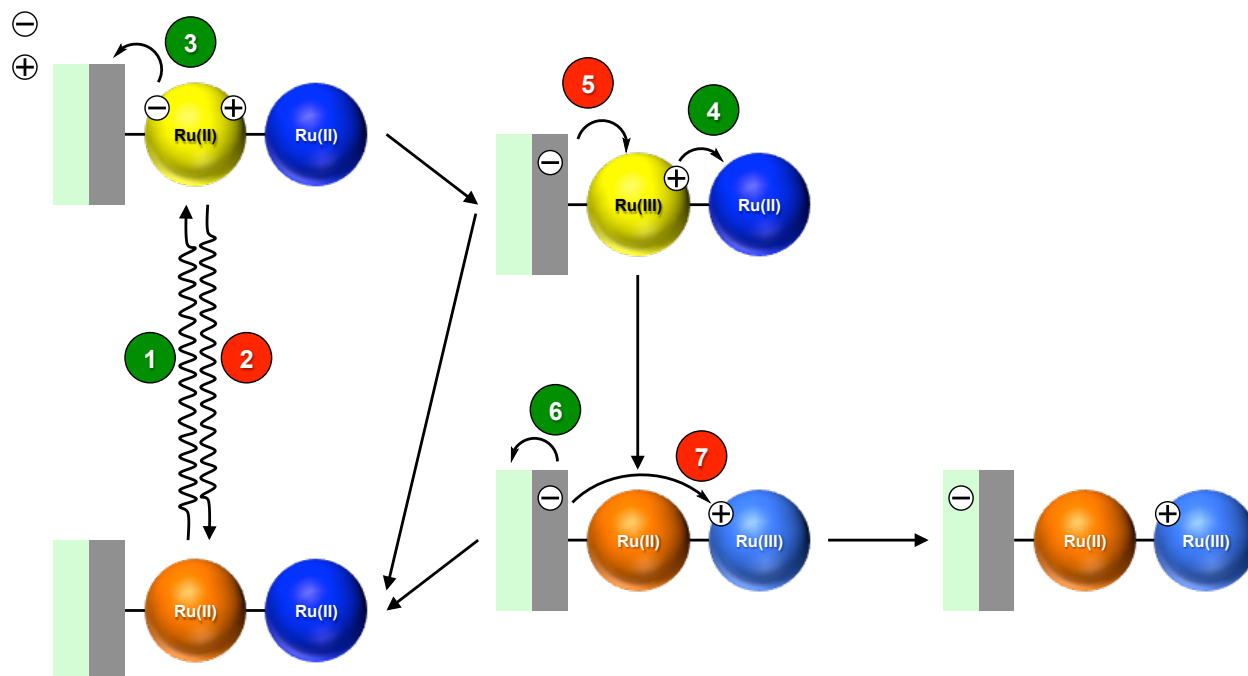 −
+
3
− +
Ru(II) Ru(II)
5
4
−
+
Ru(III) Ru(II)
1 2
6
7
− +
Ru(II) Ru(III)
− +
Ru(II) Ru(III)
Ru(II) Ru(II)